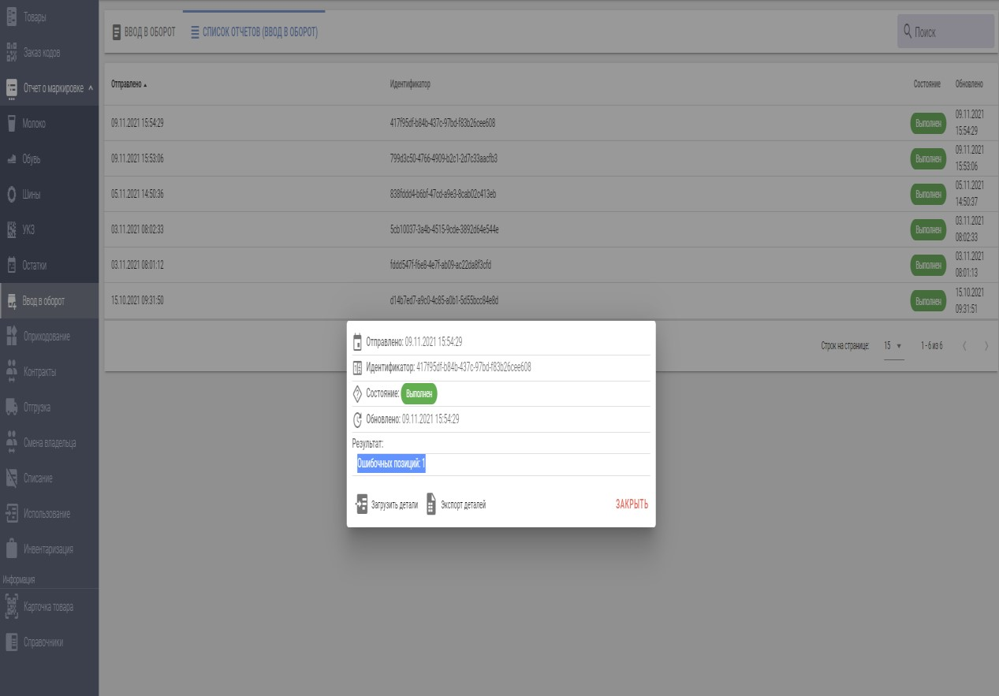 Товары
Заказ кодов
Отчет о маркировке
Молоко
Обувь
Шины
УКЗ
Остатки
Ввод в оборот
Оприходование
Контракты
Отгрузка
Смена владельца
Списание
Использование
Инвентаризация
Информация
Карточка товара
Справочники
ВВОД В ОБОРОТ СПИСОК ОТЧЕТОВ (ВВОД В ОБОРОТ) Поиск
Отправлено Идентификатор Состояние Обновлено
09.11.2021 15:54:29 417f95df-b84b-437c-97bd-f83b26cee608 Выполнен 09.11.2021
15:54:29
09.11.2021 15:53:06 799d3c50-4766-4909-b2c1-2d7c33aacfb3 Выполнен 09.11.2021
15:53:06
05.11.2021 14:50:36 838fddd4-b6bf-47cd-a9e3-8cab02c413eb Выполнен 05.11.2021
14:50:37
03.11.2021 08:02:33 5cb10037-3a4b-4515-9cde-3892d64e544e Выполнен 03.11.2021
08:02:33
03.11.2021 08:01:12 fddd547f-f6e8-4e7f-ab09-ac22da8f3cfd Выполнен 03.11.2021
08:01:13
15.10.2021 09:31:50 d14b7ed7-a9c0-4c85-a0b1-5d55bcc84e8d Выполнен 15.10.2021
09:31:51
Строк на странице: 15 1-6 из 6
Отправлено: 09.11.2021 15:54:29
Идентификатор: 417f95df-b84b-437c-97bd-f83b26cee608
Состояние: Выполнен
Обновлено: 09.11.2021 15:54:29
Результат:
Ошибочных позиций: 1
Загрузить детали Экспорт деталей ЗАКРЫТЬ